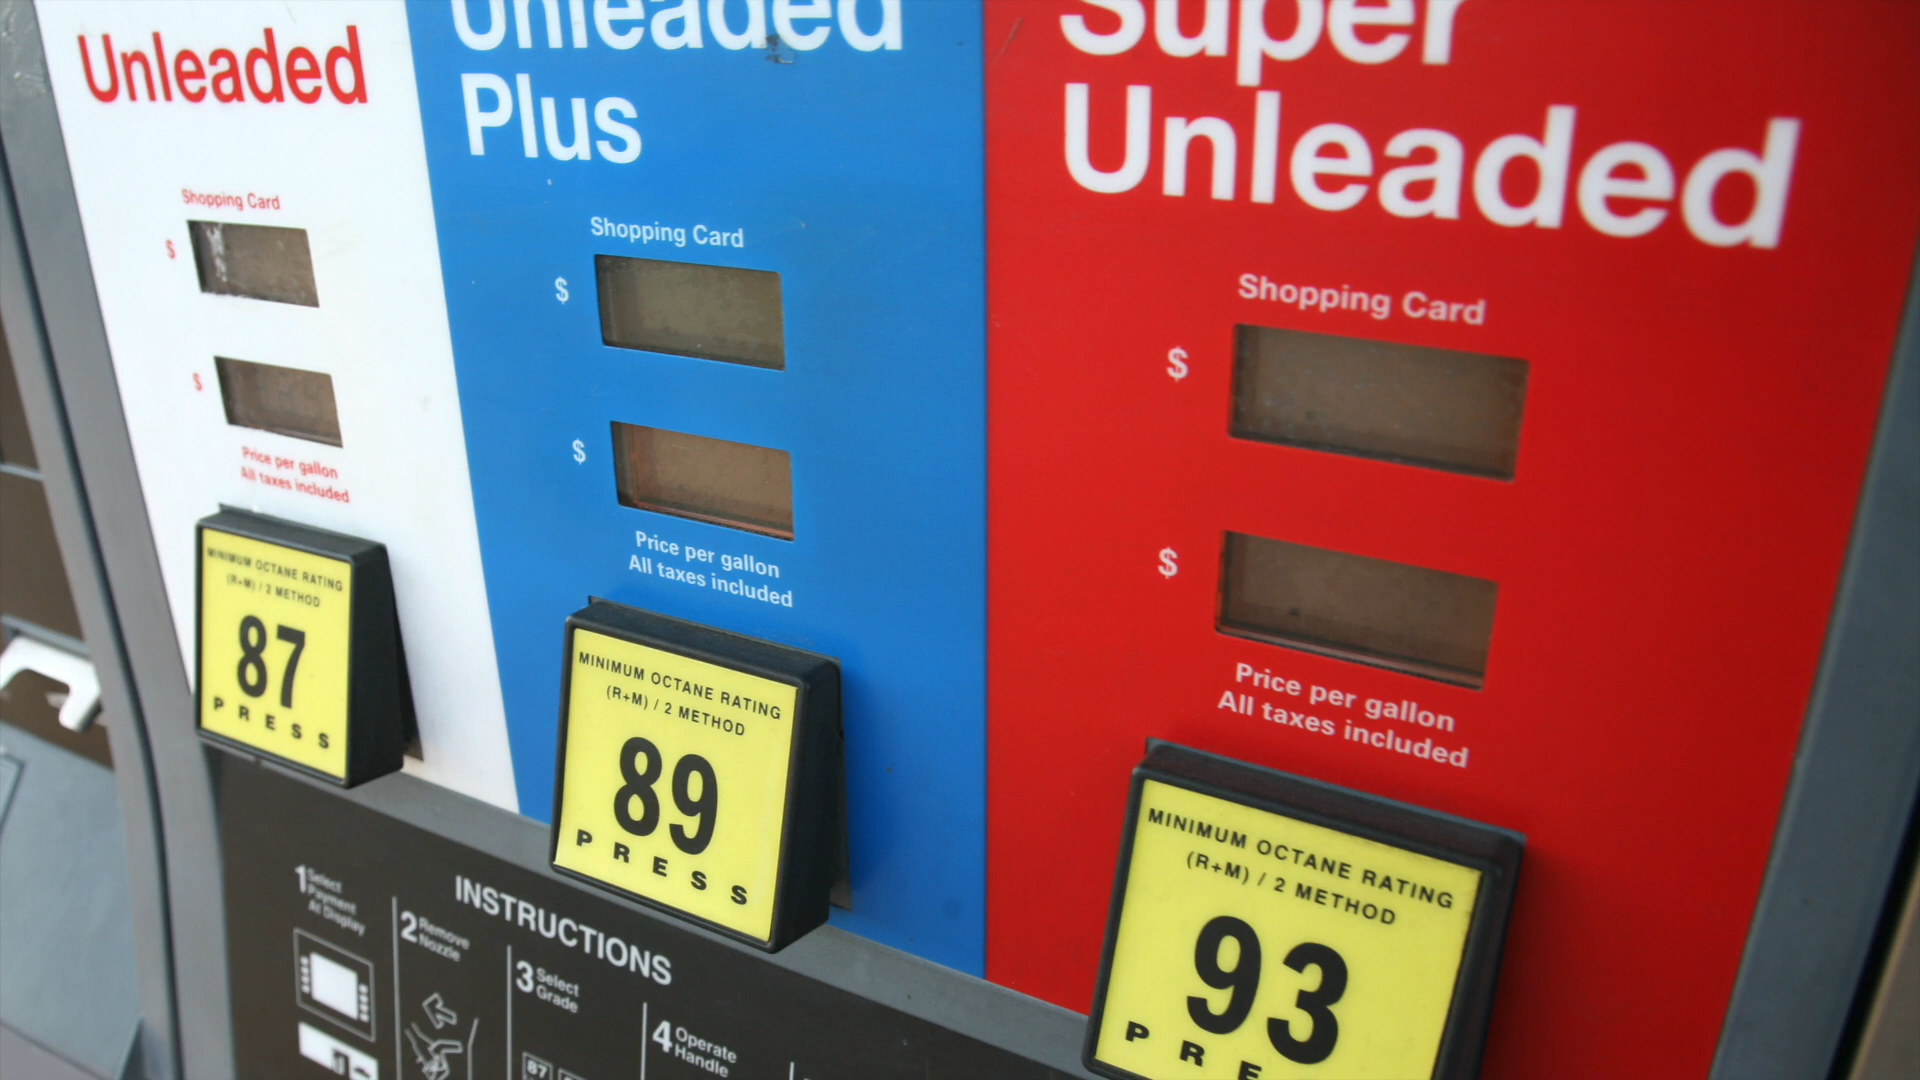 Unleaded
Shopping Card
$
$
Price per gallon
All taxes included
MINIMUM OCTANE RATING
(R+M) / 2 METHOD
87
PRESS
Unleaded
Plus
Shopping Card
$
$
Price per gallon
All taxes included
MINIMUM OCTANE RATING
(R+M) / 2 METHOD
89
PRESS
Super
Unleaded
Shopping Card
$
$
Price per gallon
All taxes included
MINIMUM OCTANE RATING
(R+M) / 2 METHOD
93
PRE
INSTRUCTIONS
1 Select
Payment
At Display
2 Remove
Nozzle
3 Select
Grade
87
4 Operate
Handle